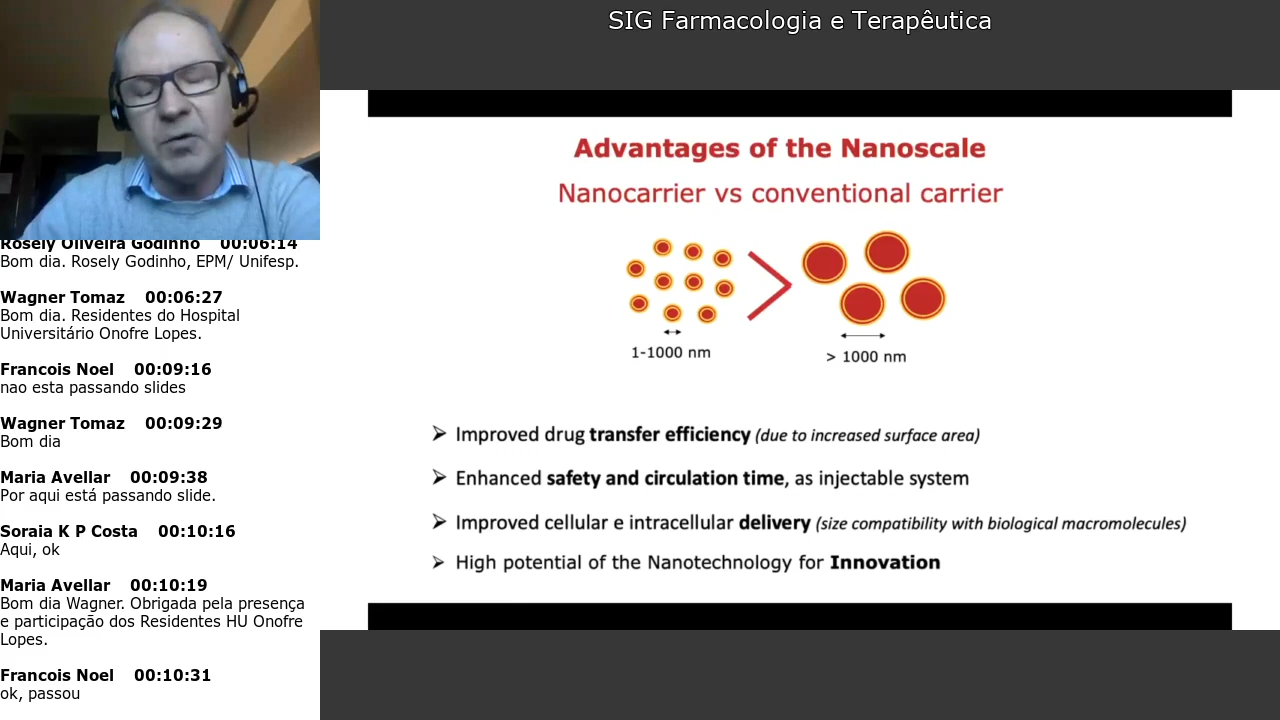 SIG Farmacologia e Terapêutica
Rosely Oliveira Godinho 00:06:14
Bom dia. Rosely Godinho, EPM/ Unifesp.
Wagner Tomaz 00:06:27
Bom dia. Residentes do Hospital
Universitário Onofre Lopes.
Francois Noel 00:09:16
nao esta passando slides
Wagner Tomaz 00:09:29
Bom dia
Maria Avellar 00:09:38
Por aqui está passando slide.
Soraia K P Costa 00:10:16
Aqui, ok
Maria Avellar 00:10:19
Bom dia Wagner. Obrigada pela presença
e participação dos Residentes HU Onofre
Lopes.
Francois Noel 00:10:31
ok, passou
Advantages of the Nanoscale
Nanocarrier vs conventional carrier
1-1000 nm
> 1000 nm
Improved drug transfer efficiency (due to increased surface area)
Enhanced safety and circulation time, as injectable system
Improved cellular e intracellular delivery (size compatibility with biological macromolecules)
High potential of the Nanotechnology for Innovation